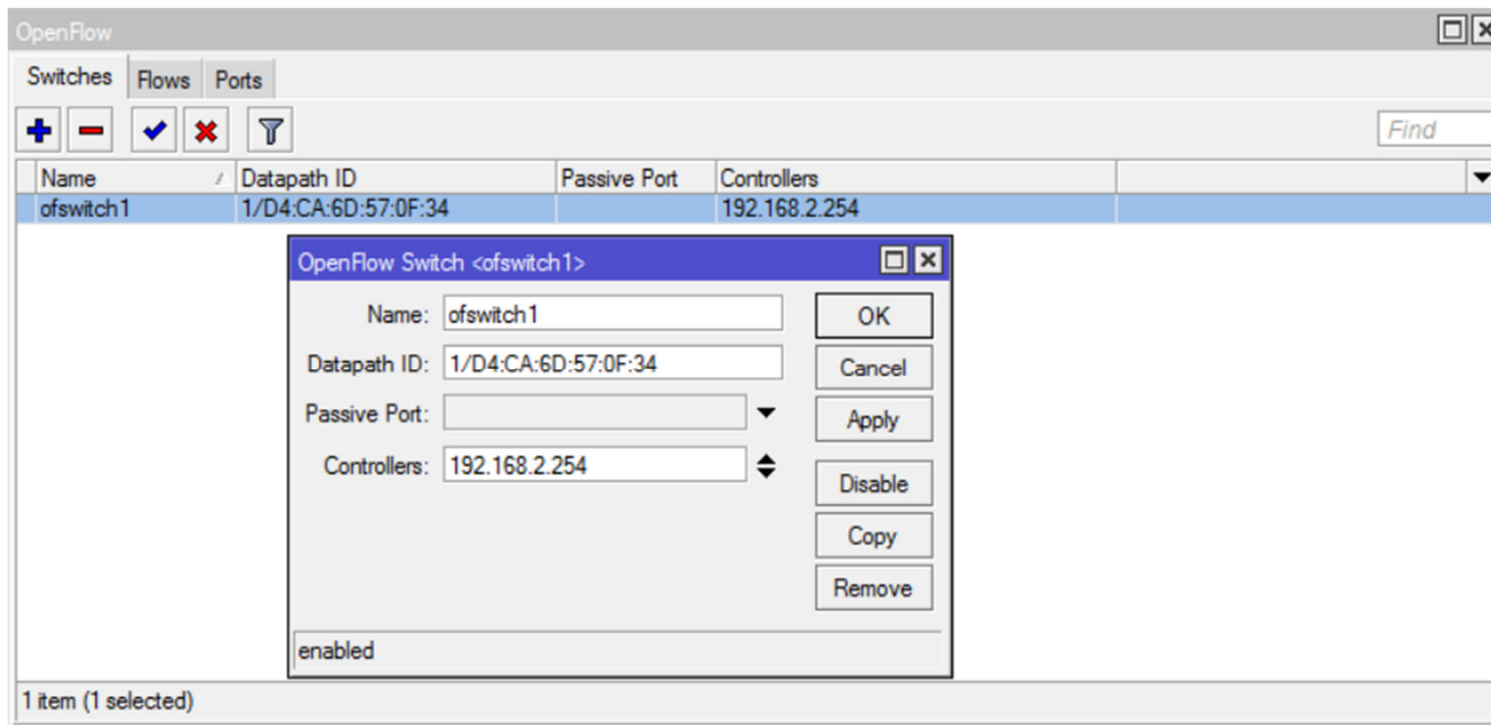 OpenFlow
Switches Flows Ports
Find
Name Datapath ID Passive Port Controllers
ofswitch1 1/D4:CA:6D:57:0F:34 192.168.2.254
OpenFlow Switch <ofswitch1>
Name: ofswitch1 OK
Datapath ID: 1/D4:CA:6D:57:0F:34 Cancel
Passive Port: Apply
Controllers: 192.168.2.254
Disable
Copy
Remove
enabled
1 item (1 selected)